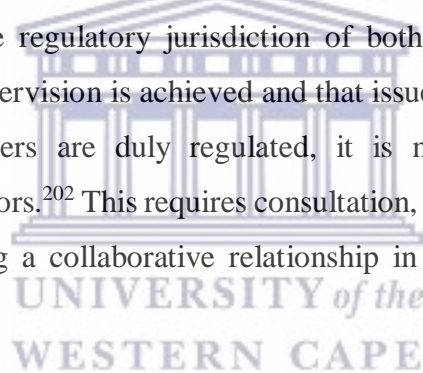 e regulatory jurisdiction of both
ervision is achieved and that issue
ers are duly regulated, it is n
ors.²⁰² This requires consultation,
g a collaborative relationship in
UNIVERSITY of the
WESTERN CAPE